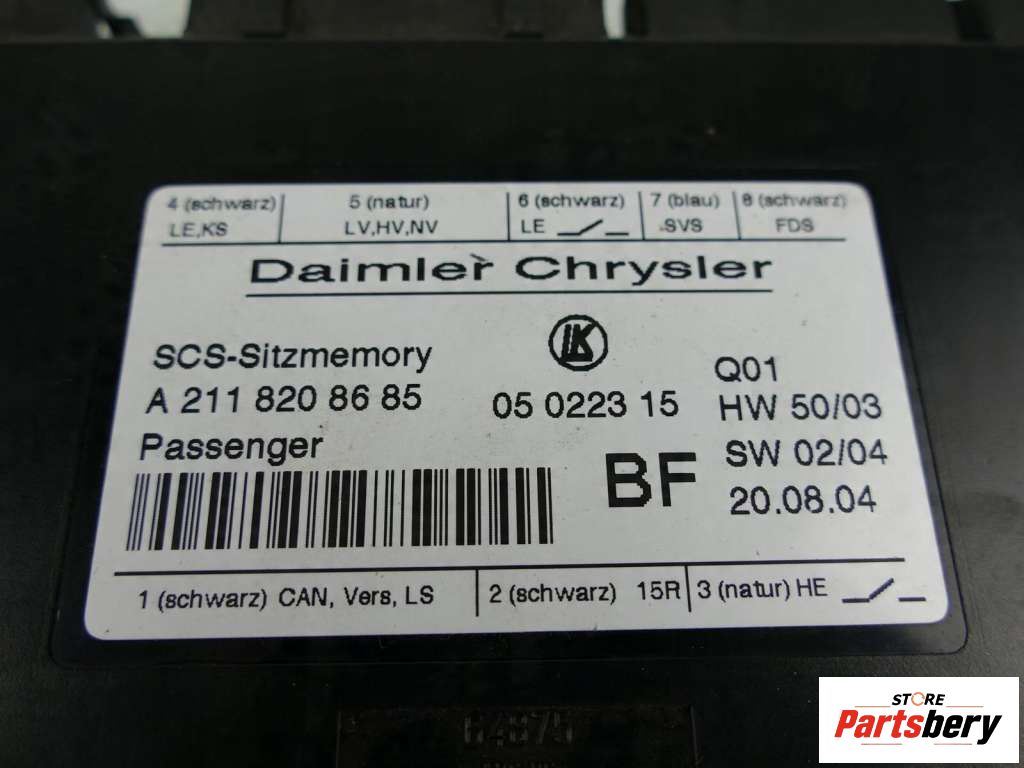 4 (schwarz) 5 (natur) 6 (schwarz) 7 (blau) 8 (schwarz)
LE,KS LV,HV,NV LE SVS FDS
Daimler Chrysler
SCS-Sitzmemory LK Q01
A 211 820 86 85 05 0223 15 HW 50/03
Passenger BF SW 02/04
20.08.04
1 (schwarz) CAN, Vers, LS 2 (schwarz) 15R 3 (natur) HE
64875
STORE
Partsbery